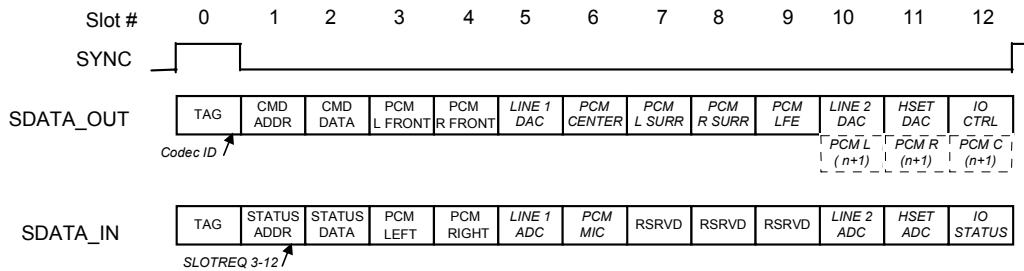 Slot # 0 1 2 3 4 5 6 7 8 9 10 11 12
SYNC
SDATA_OUT
TAG
CMD ADDR
CMD DATA
PCM L FRONT
PCM R FRONT
LINE 1 DAC
PCM CENTER
PCM L SURR
PCM R SURR
PCM LFE
LINE 2 DAC
HSET DAC
IO CTRL
Codec ID
PCM L ( n+1)
PCM R (n+1)
PCM C (n+1)
SDATA_IN
TAG
STATUS ADDR
STATUS DATA
PCM LEFT
PCM RIGHT
LINE 1 ADC
PCM MIC
RSRVD
RSRVD
RSRVD
LINE 2 ADC
HSET ADC
IO STATUS
SLOTREQ 3-12